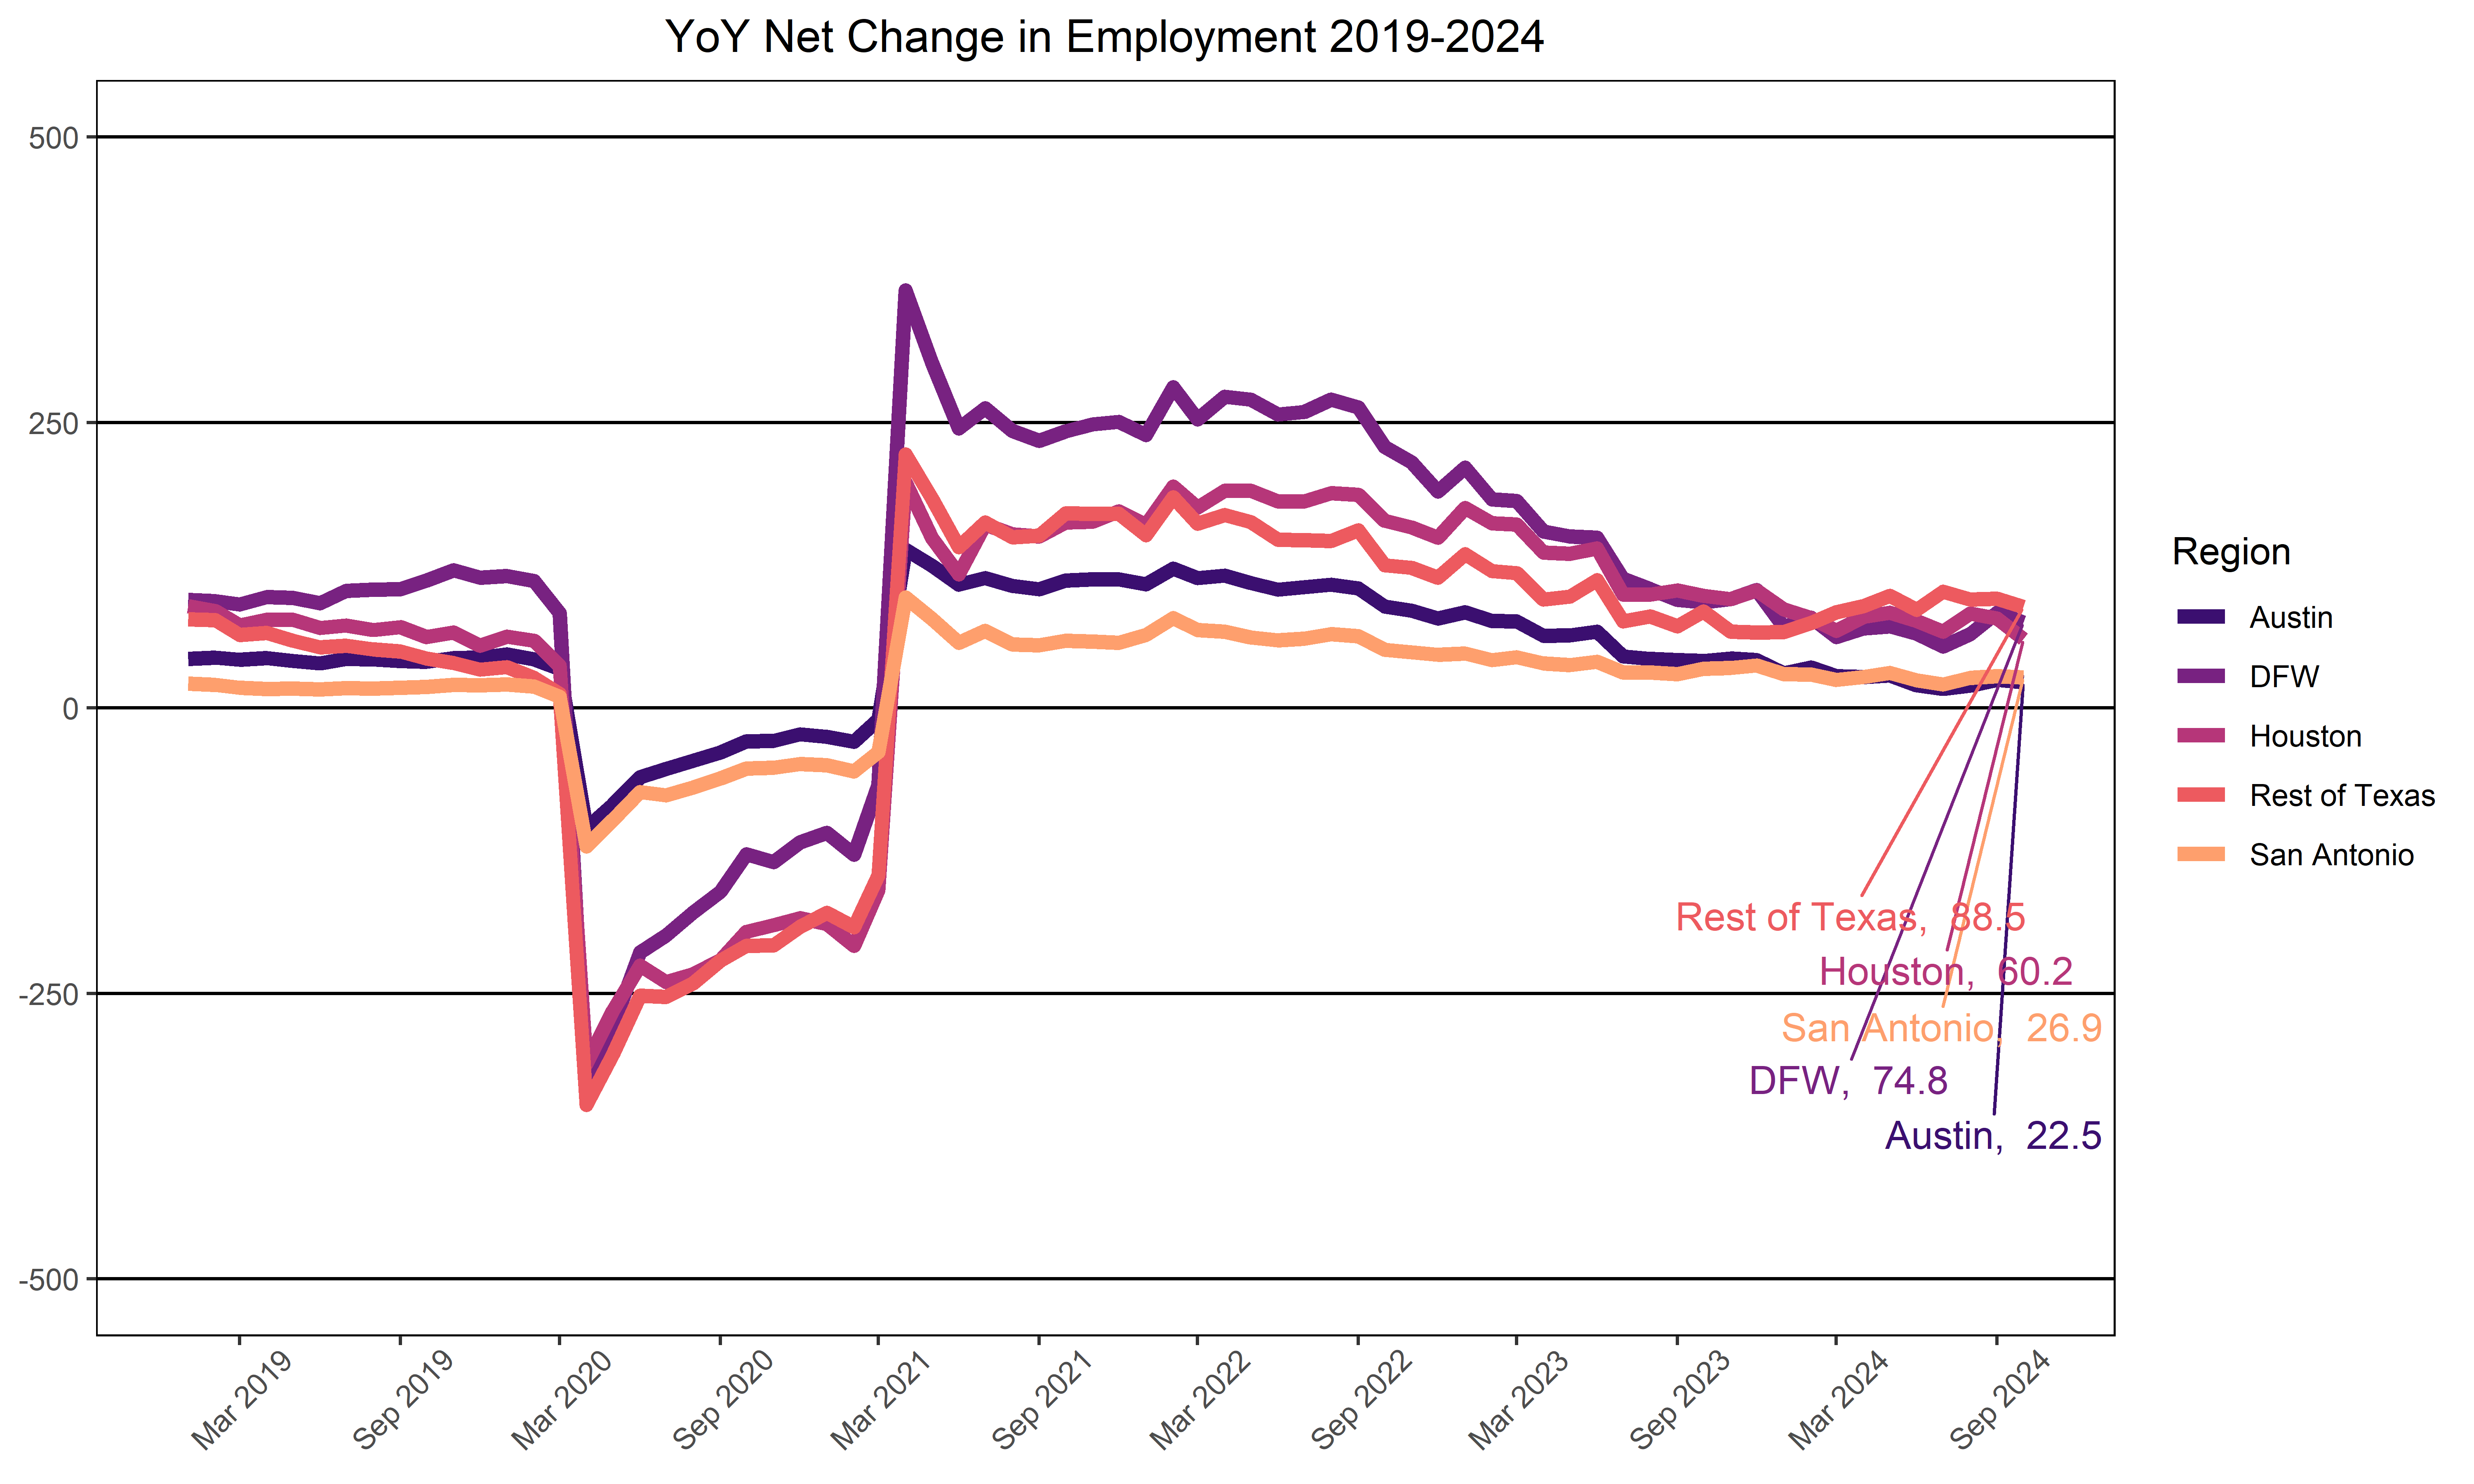 YoY Net Change in Employment 2019-2024
500
250
0
-250
-500
Rest of Texas,  88.5
Houston,  60.2
San Antonio,  26.9
DFW,  74.8
Austin,  22.5
Mar 2019
Sep 2019
Mar 2020
Sep 2020
Mar 2021
Sep 2021
Mar 2022
Sep 2022
Mar 2023
Sep 2023
Mar 2024
Sep 2024
Region
Austin
DFW
Houston
Rest of Texas
San Antonio